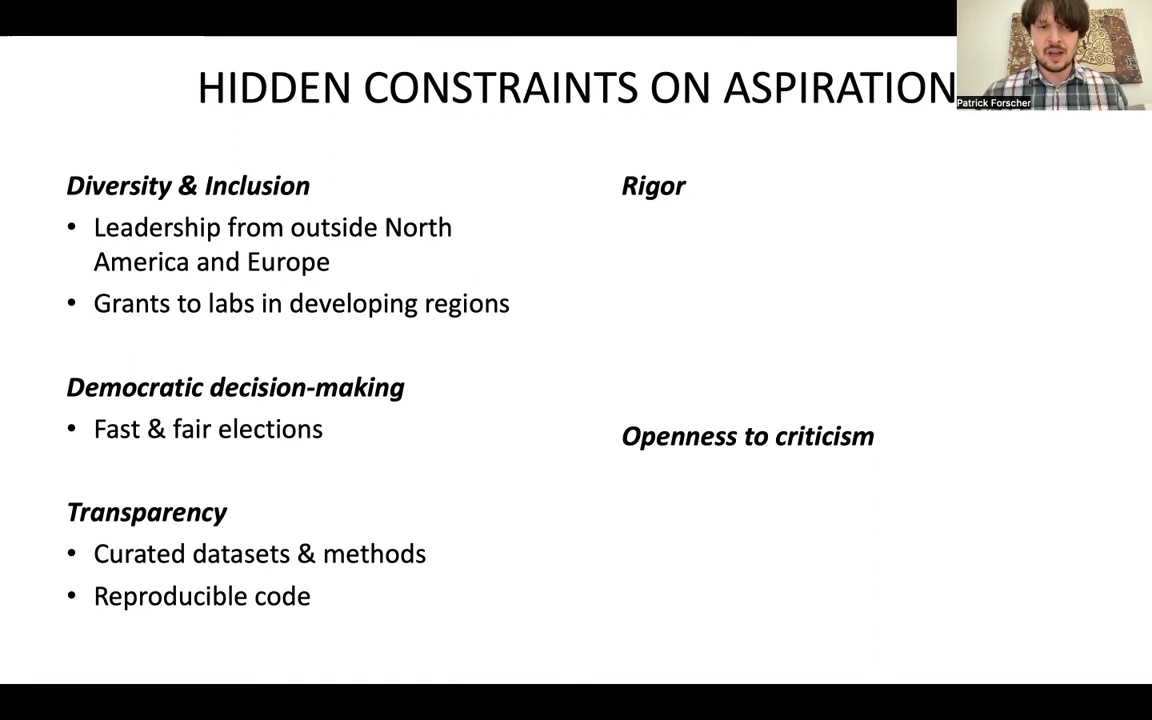 HIDDEN CONSTRAINTS ON ASPIRATION
Patrick Forscher
Diversity & Inclusion
• Leadership from outside North
America and Europe
• Grants to labs in developing regions
Democratic decision-making
• Fast & fair elections
Transparency
• Curated datasets & methods
• Reproducible code
Rigor
Openness to criticism